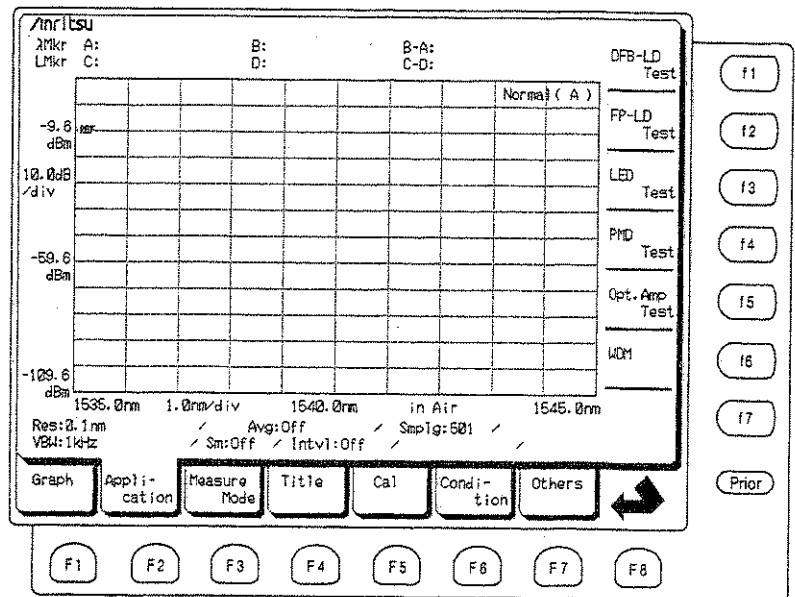 Anritsu
λMkr A: B: B-A:
LMkr C: D: C-D:
Normal ( A )
-9.6 REF
dBm
10.0dB
/div
-59.6
dBm
-109.6
dBm
1535.0nm 1.0nm/div 1540.0nm in Air 1545.0nm
Res:0.1nm / Avg:Off / Smplg:501 /
VBW:1kHz / Sm:Off / Intvl:Off / /
DFB-LD
Test
FP-LD
Test
LED
Test
PMD
Test
Opt.Amp
Test
WDM
Graph
Appli-
cation
Measure
Mode
Title
Cal
Condi-
tion
Others
f1
f2
f3
f4
f5
f6
f7
Prior
F1 F2 F3 F4 F5 F6 F7 F8